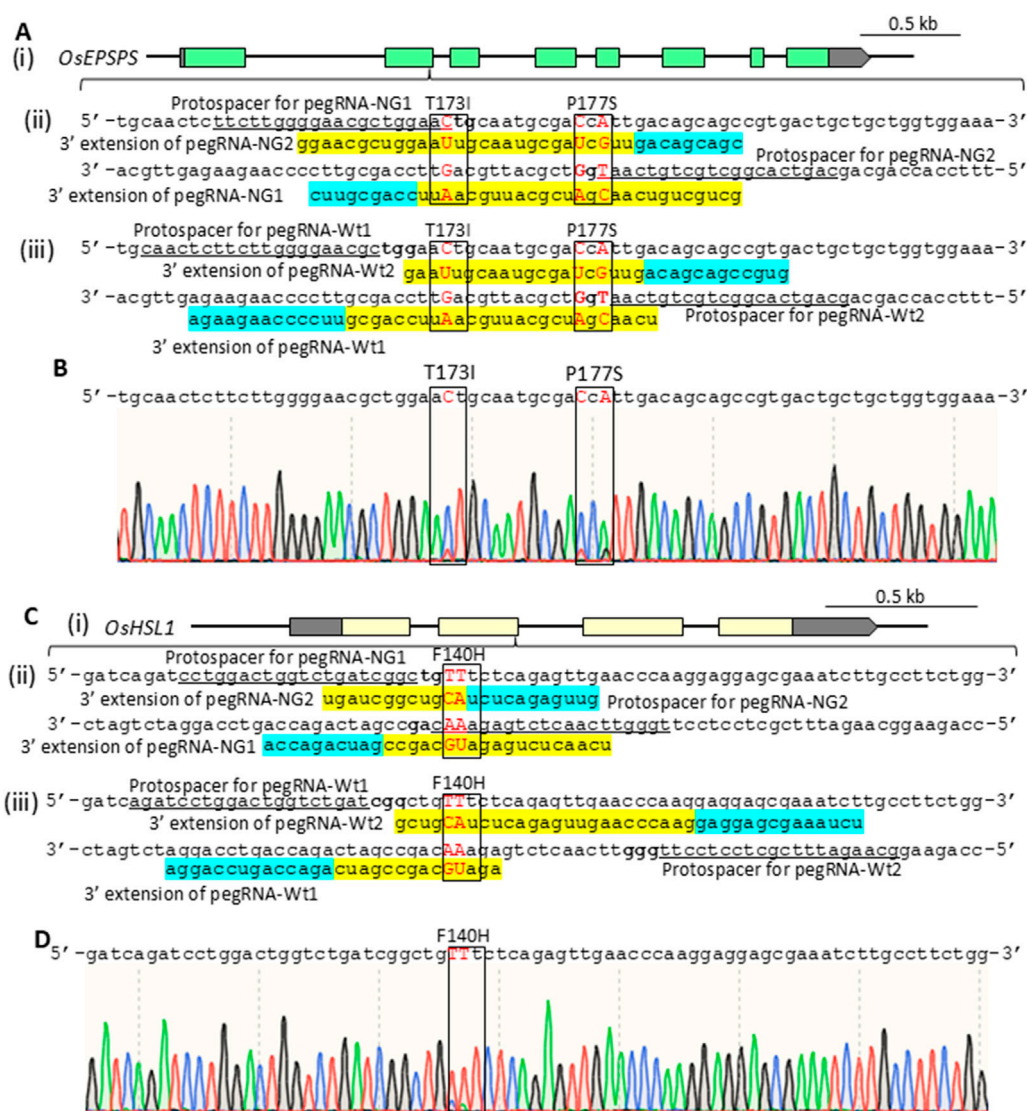 A
0.5 kb
(i) OsEPSPS
Protospacer for pegRNA-NG1 T173I P177S
(ii) 5’ -tgcaactcttcttggggaacgctggaaCtgcaatgcgaCcAttgacagcagccgtgactgctgctggtggaaa-3’
3’ extension of pegRNA-NG2 ggaacgcuggaaUugcaaugcgaUcGuugacagcagc
Protospacer for pegRNA-NG2
3’ -acgttgagaagaaccccttgcgaccttGacgttacgctGgTaactgtcgtcggcactgacgacgaccaccttt-5’
3’ extension of pegRNA-NG1 cuugcgaccuuAacguuacgcuAgCaacugucgucg
Protospacer for pegRNA-Wt1 T173I P177S
(iii) 5’ -tgcaactcttcttggggaacgctggaaCtgcaatgcgaCcAttgacagcagccgtgactgctgctggtggaaa-3’
3’ extension of pegRNA-Wt2 gaaUugcaaugcgaUcGuugacagcagccgug
3’ -acgttgagaagaaccccttgcgaccttGacgttacgctGgTaactgtcgtcggcactgacgacgaccaccttt-5’
agaagaaccccuugcgaccuuAacguuacgcuAgCaacu Protospacer for pegRNA-Wt2
3’ extension of pegRNA-Wt1
B
T173I P177S
5’ -tgcaactcttcttggggaacgctggaaCtgcaatgcgaCcAttgacagcagccgtgactgctgctggtggaaa-3’
C
0.5 kb
(i) OsHSL1
Protospacer for pegRNA-NG1 F140H
(ii) 5’ -gatcagatcctggactggtctgatcggctgTTtctcagagttgaacccaaggaggagcgaaatcttgccttctgg-3’
3’ extension of pegRNA-NG2 ugaucggcugCAucucagaguug Protospacer for pegRNA-NG2
3’ -ctagtctaggacctgaccagactagccgacAAagagtctcaacttgggttcctcctcgctttagaacggaagacc-5’
3’ extension of pegRNA-NG1 accagacuagccgacGUagagucucaacu
Protospacer for pegRNA-Wt1 F140H
(iii) 5’ -gatcagatcctggactggtctgatcggctgTTtctcagagttgaacccaaggaggagcgaaatcttgccttctgg-3’
3’ extension of pegRNA-Wt2 gcugCAucucagaguugaacccaaggaggagcgaaaucu
3’ -ctagtctaggacctgaccagactagccgacAAagagtctcaacttgggttcctcctcgctttagaacggaagacc-5’
aggaccugaccagacuagccgacGUaga Protospacer for pegRNA-Wt2
3’ extension of pegRNA-Wt1
D
F140H
5’ -gatcagatcctggactggtctgatcggctgTTtctcagagttgaacccaaggaggagcgaaatcttgccttctgg-3’